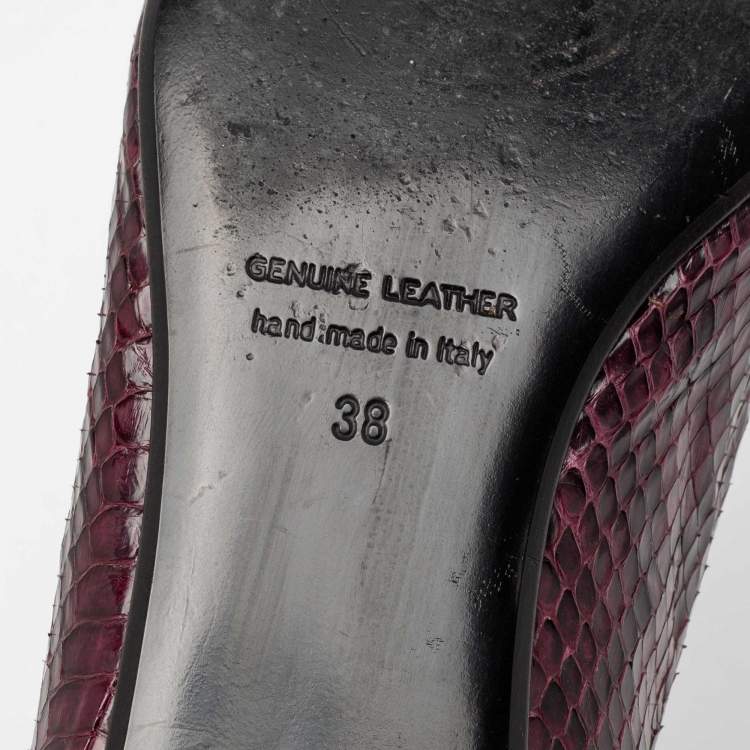 GENUINE LEATHER
hand made in Italy
38